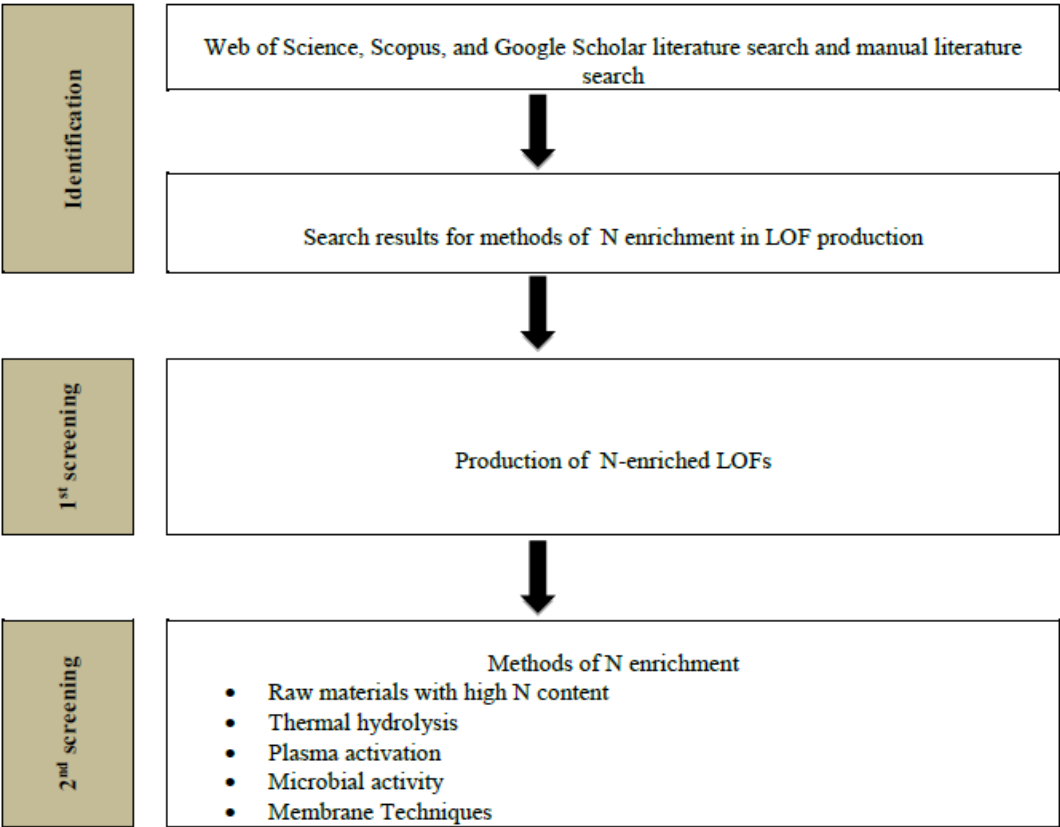 Identification
Web of Science, Scopus, and Google Scholar literature search and manual literature
search
Search results for methods of N enrichment in LOF production
1st screening
Production of N-enriched LOFs
2nd screening
Methods of N enrichment
• Raw materials with high N content
• Thermal hydrolysis
• Plasma activation
• Microbial activity
• Membrane Techniques